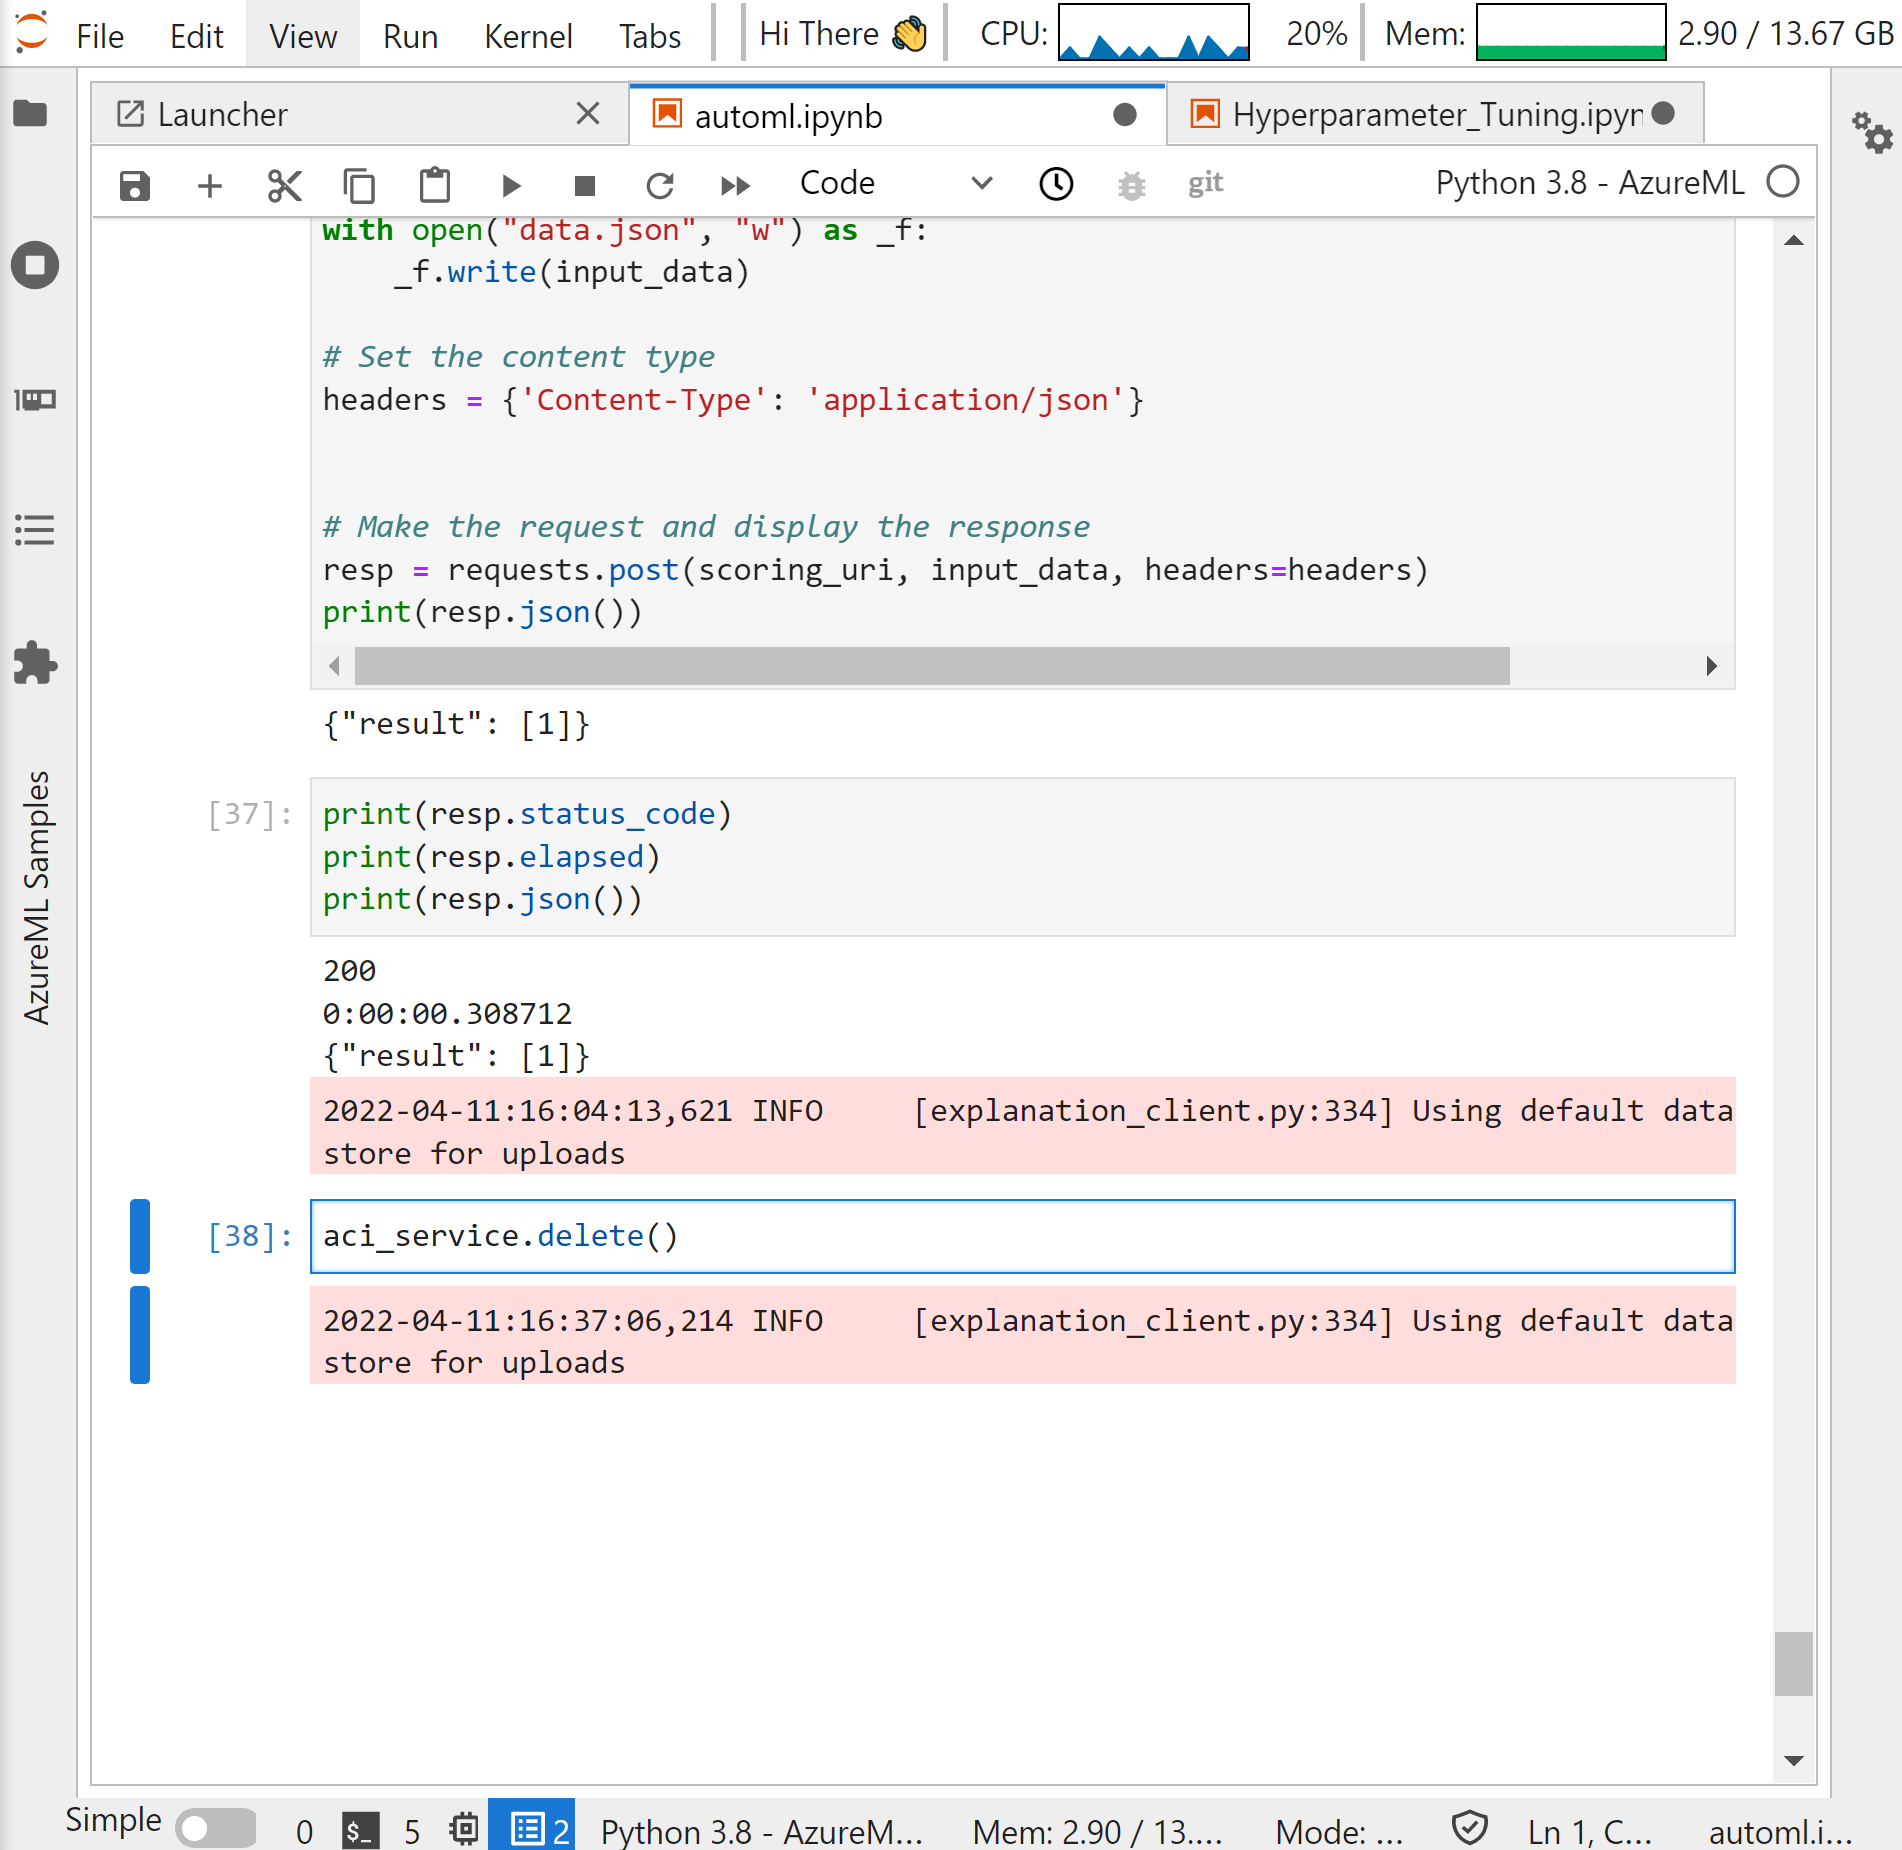 File Edit View Run Kernel Tabs Hi There 👋 CPU: 20% Mem: 2.90 / 13.67 GB
Launcher automl.ipynb Hyperparameter_Tuning.ipyn
Code git Python 3.8 - AzureML
with open("data.json", "w") as _f:
    _f.write(input_data)
# Set the content type
headers = {'Content-Type': 'application/json'}
# Make the request and display the response
resp = requests.post(scoring_uri, input_data, headers=headers)
print(resp.json())
{"result": [1]}
[37]: print(resp.status_code)
print(resp.elapsed)
print(resp.json())
200
0:00:00.308712
{"result": [1]}
2022-04-11:16:04:13,621 INFO     [explanation_client.py:334] Using default data
store for uploads
[38]: aci_service.delete()
2022-04-11:16:37:06,214 INFO     [explanation_client.py:334] Using default data
store for uploads
AzureML Samples
Simple 0 $_ 5 2 Python 3.8 - AzureM... Mem: 2.90 / 13.... Mode: ... Ln 1, C... automl.i...